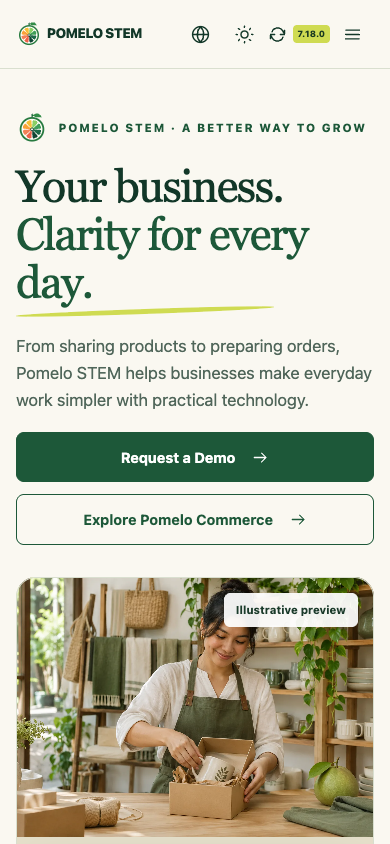 POMELO STEM
7.18.0
POMELO STEM · A BETTER WAY TO GROW
Your business.
Clarity for every
day.
From sharing products to preparing orders,
Pomelo STEM helps businesses make everyday
work simpler with practical technology.
Request a Demo
Explore Pomelo Commerce
Illustrative preview